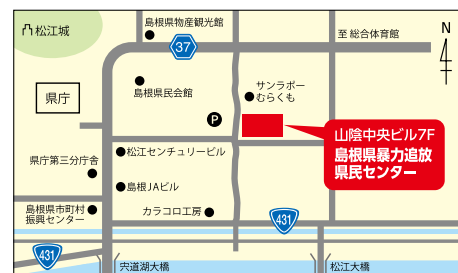 松江城
島根県物産観光館
37
至 総合体育館
N
県庁
島根県民会館
サンラポー
むらくも
P
山陰中央ビル7F
島根県暴力追放
県民センター
松江センチュリービル
県庁第三分庁舎
島根JAビル
島根県市町村
振興センター
カラコロ工房
431
431
宍道湖大橋
松江大橋